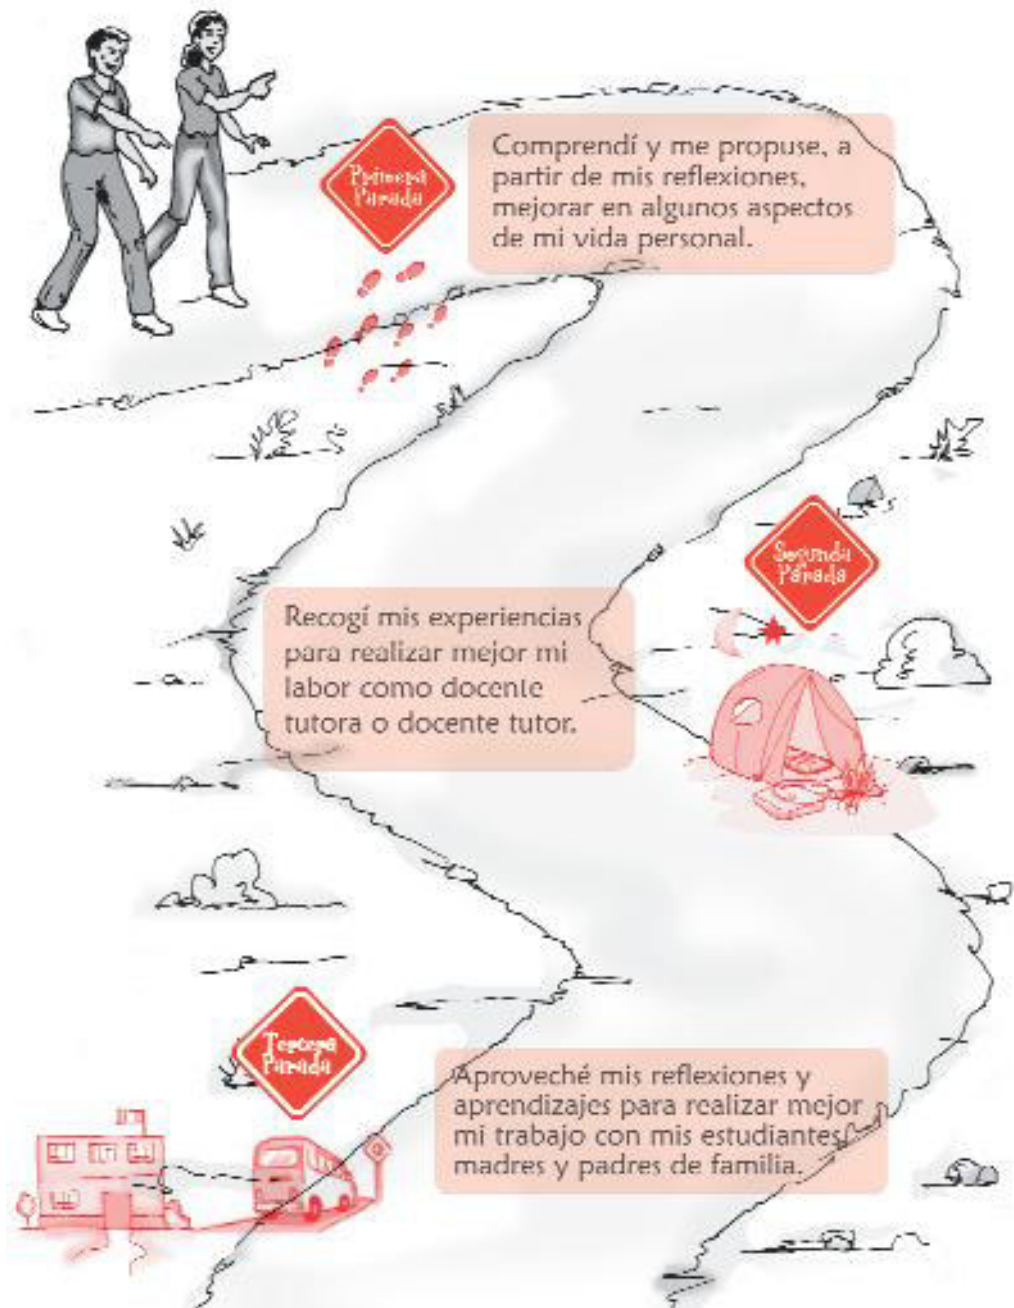 Primera
Parada
Comprendí y me propuse, a
partir de mis reflexiones,
mejorar en algunos aspectos
de mi vida personal.
Segunda
Parada
Recogí mis experiencias
para realizar mejor mi
labor como docente
tutora o docente tutor.
Tercera
Parada
Aproveché mis reflexiones y
aprendizajes para realizar mejor
mi trabajo con mis estudiantes,
madres y padres de familia.